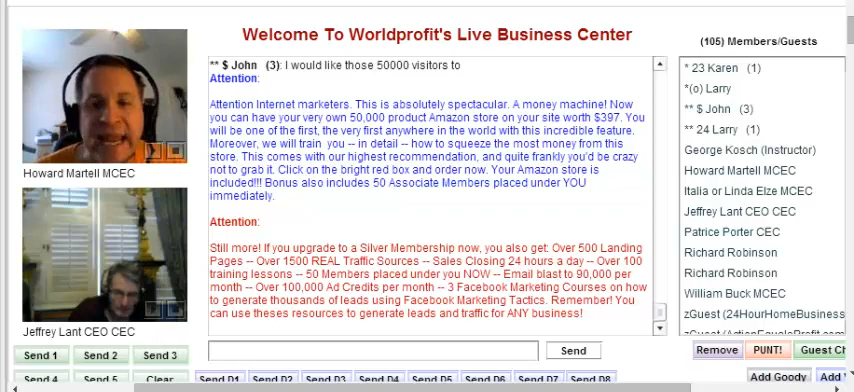 Welcome To Worldprofit's Live Business Center
Howard Martell MCEC
Jeffrey Lant CEO CEC
Send 1 Send 2 Send 3
Send 4 Send 5 Clear
** $ John (3): I would like those 50000 visitors to
Attention:
Attention Internet marketers. This is absolutely spectacular. A money machine! Now
you can have your very own 50,000 product Amazon store on your site worth $397. You
will be one of the first, the very first anywhere in the world with this incredible feature.
Moreover, we will train you -- in detail -- how to squeeze the most money from this
store. This comes with our highest recommendation, and quite frankly you'd be crazy
not to grab it. Click on the bright red box and order now. Your Amazon store is
included!!! Bonus also includes 50 Associate Members placed under YOU
immediately.
Attention:
Still more! If you upgrade to a Silver Membership now, you also get: Over 500 Landing
Pages -- Over 1500 REAL Traffic Sources -- Sales Closing 24 hours a day -- Over 100
training lessons -- 50 Members placed under you NOW -- Email blast to 90,000 per
month -- Over 100,000 Ad Credits per month -- 3 Facebook Marketing Courses on how
to generate thousands of leads using Facebook Marketing Tactics. Remember! You
can use theses resources to generate leads and traffic for ANY business!
Send
Send D1 Send D2 Send D3 Send D4 Send D5 Send D6 Send D7 Send D8
(105) Members/Guests
* 23 Karen (1)
*(o) Larry
** $ John (3)
** 24 Larry (1)
George Kosch (Instructor)
Howard Martell MCEC
Italia or Linda Elze MCEC
Jeffrey Lant CEO CEC
Patrice Porter CEC
Richard Robinson
Richard Robinson
William Buck MCEC
zGuest (24HourHomeBusiness
zGuest (ActionEqualsProfit.com
Remove PUNT! Guest Ch
Add Goody Add